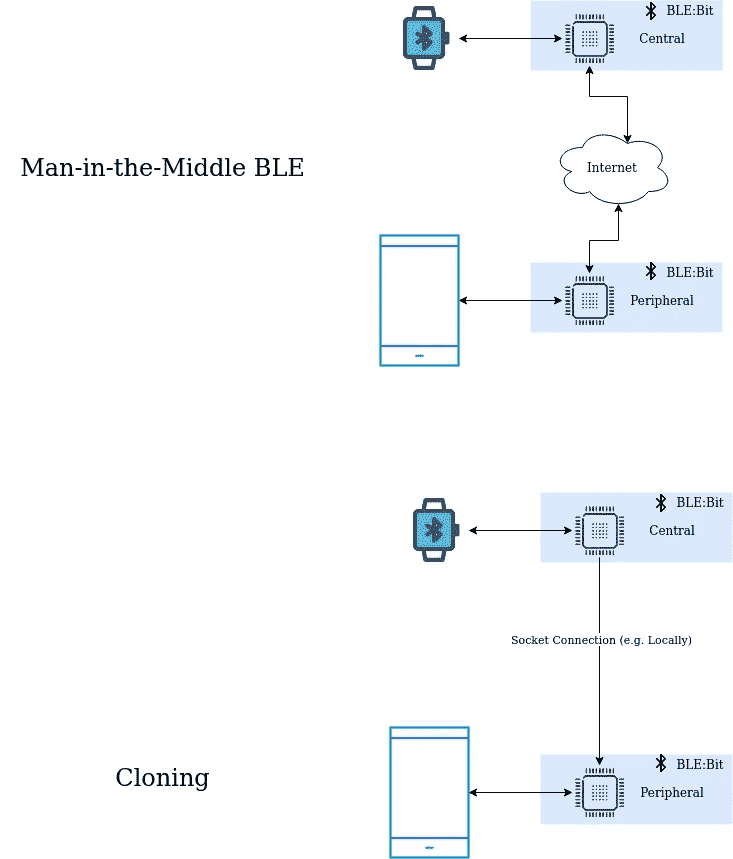 BLE:Bit
Central
Man-in-the-Middle BLE
Internet
BLE:Bit
Peripheral
BLE:Bit
Central
Socket Connection (e.g. Locally)
Cloning
BLE:Bit
Peripheral